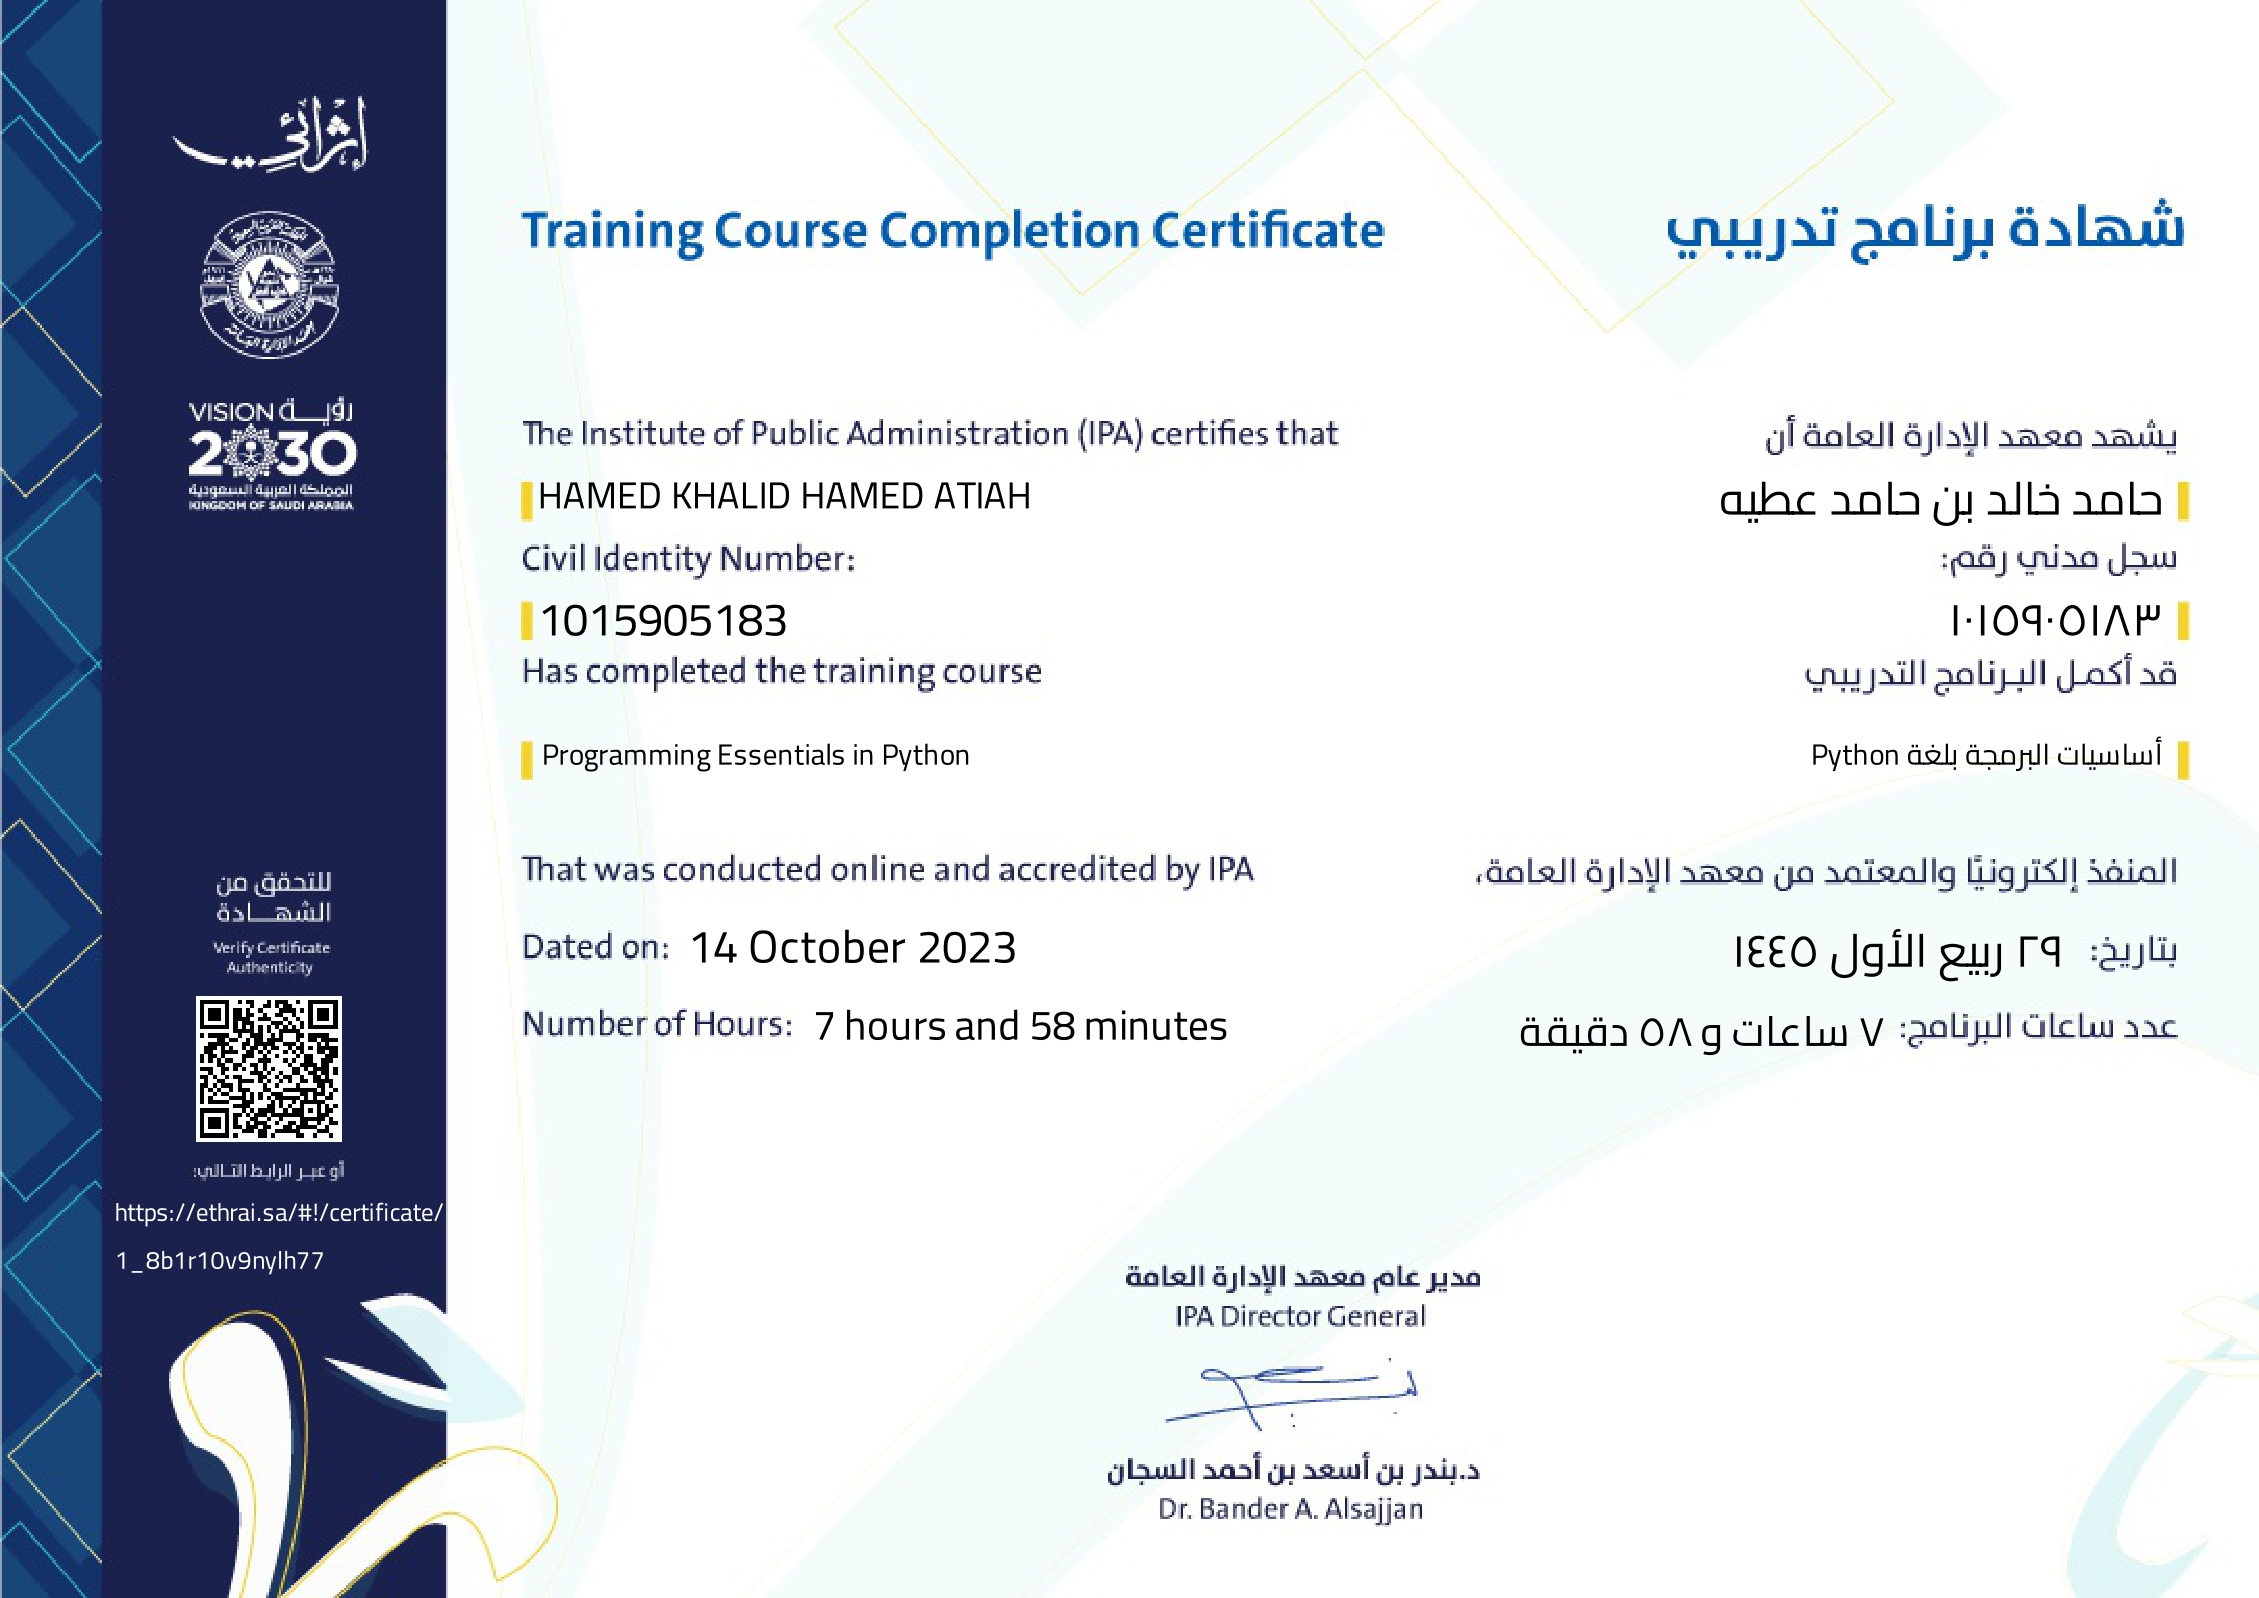 إثرائي
VISION رؤيــة
2030
المملكة العربية السعودية
KINGDOM OF SAUDI ARABIA
Training Course Completion Certificate
شهادة برنامج تدريبي
The Institute of Public Administration (IPA) certifies that
يشهد معهد الإدارة العامة أن
HAMED KHALID HAMED ATIAH
حامد خالد بن حامد عطيه
Civil Identity Number:
سجل مدني رقم:
1015905183
١٠١٥٩٠٥١٨٣
Has completed the training course
قد أكمل البرنامج التدريبي
Programming Essentials in Python
أساسيات البرمجة بلغة Python
That was conducted online and accredited by IPA
المنفذ إلكترونيًا والمعتمد من معهد الإدارة العامة،
Dated on: 14 October 2023
بتاريخ: ٢٩ ربيع الأول ١٤٤٥
Number of Hours: 7 hours and 58 minutes
عدد ساعات البرنامج: ٧ ساعات و ٥٨ دقيقة
للتحقق من
الشهــادة
Verify Certificate
Authenticity
أو عبـر الرابط التـالي:
https://ethrai.sa/#!/certificate/
1_8b1r10v9nylh77
مدير عام معهد الإدارة العامة
IPA Director General
د.بندر بن أسعد بن أحمد السجان
Dr. Bander A. Alsajjan